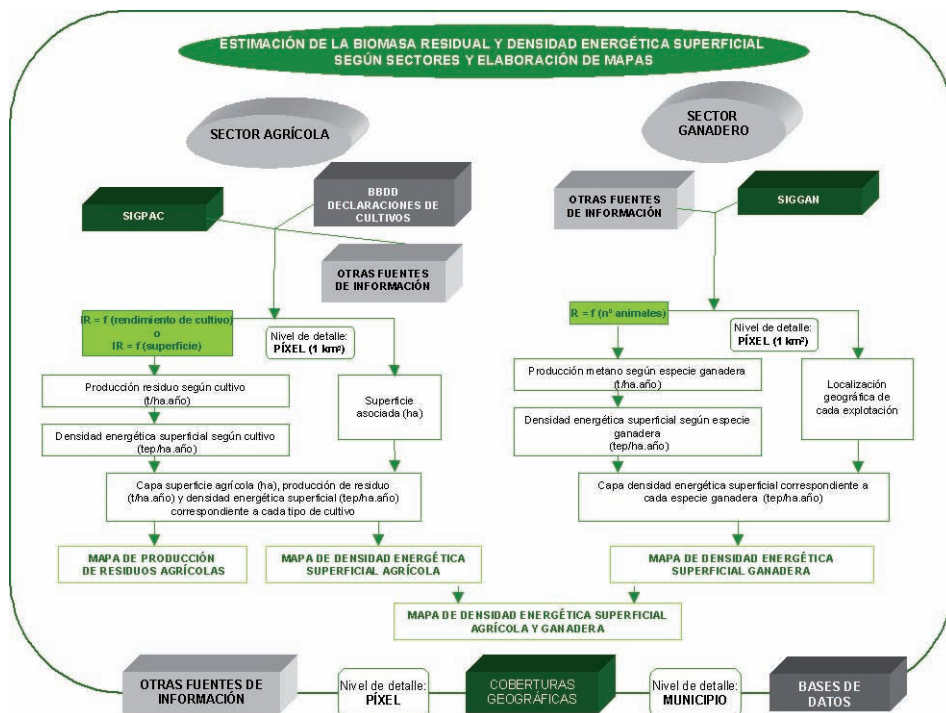 ESTIMACIÓN DE LA BIOMASA RESIDUAL Y DENSIDAD ENERGÉTICA SUPERFICIAL
SEGÚN SECTORES Y ELABORACIÓN DE MAPAS
SECTOR AGRÍCOLA
SECTOR
GANADERO
SIGPAC
BBDD
DECLARACIONES DE
CULTIVOS
OTRAS FUENTES
DE INFORMACIÓN
OTRAS FUENTES
DE INFORMACIÓN
SIGGAN
IR = f (rendimiento de cultivo)
o
IR = f (superficie)
Nivel de detalle:
PÍXEL (1 km²)
Producción residuo según cultivo
(t/ha.año)
Densidad energética superficial según cultivo
(tep/ha.año)
Superficie
asociada (ha)
Capa superficie agrícola (ha), producción de residuo
(t/ha.año) y densidad energética superficial (tep/ha.año)
correspondiente a cada tipo de cultivo
R = f (nº animales)
Nivel de detalle:
PÍXEL (1 km²)
Producción metano según especie ganadera
(t/ha.año)
Densidad energética superficial según especie
ganadera
(tep/ha.año)
Localización
geográfica de
cada explotación
Capa densidad energética superficial correspondiente a
cada especie ganadera (tep/ha.año)
MAPA DE PRODUCCIÓN
DE RESIDUOS AGRÍCOLAS
MAPA DE DENSIDAD ENERGÉTICA
SUPERFICIAL AGRÍCOLA
MAPA DE DENSIDAD ENERGÉTICA
SUPERFICIAL GANADERA
MAPA DE DENSIDAD ENERGÉTICA SUPERFICIAL
AGRÍCOLA Y GANADERA
OTRAS FUENTES DE
INFORMACIÓN
Nivel de detalle:
PÍXEL
COBERTURAS
GEOGRÁFICAS
Nivel de detalle:
MUNICIPIO
BASES DE
DATOS